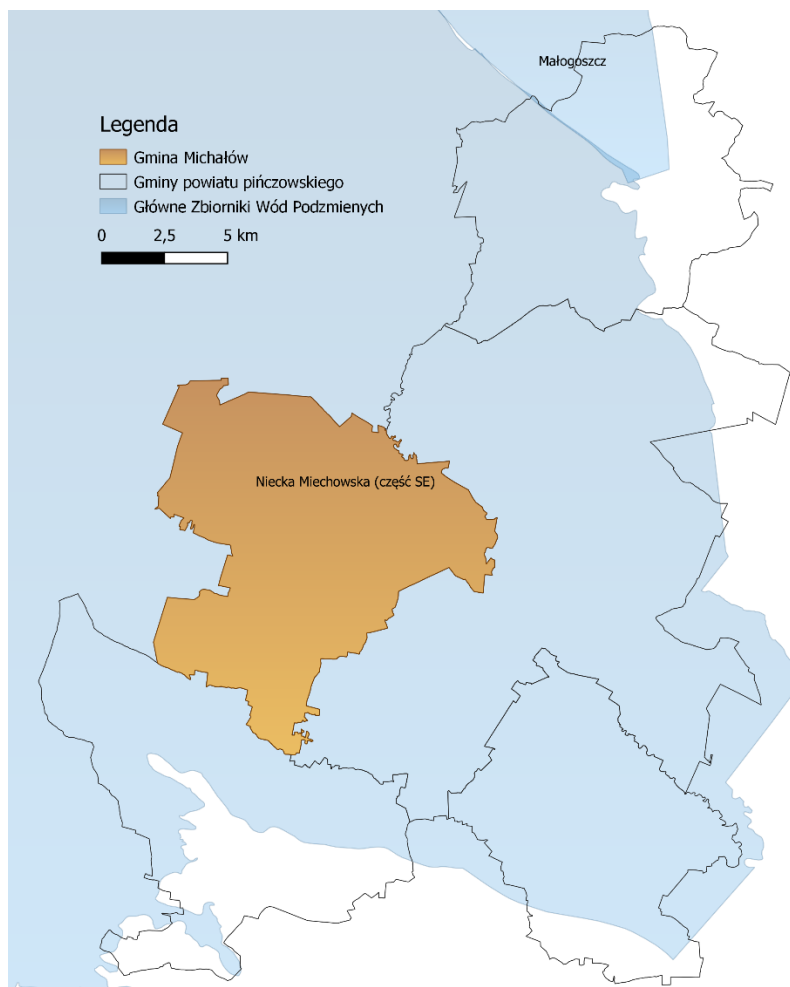 Małogoszcz
Legenda
Gmina Michałów
Gminy powiatu pińczowskiego
Główne Zbiorniki Wód Podzmienych
0 2,5 5 km
Niecka Miechowska (część SE)